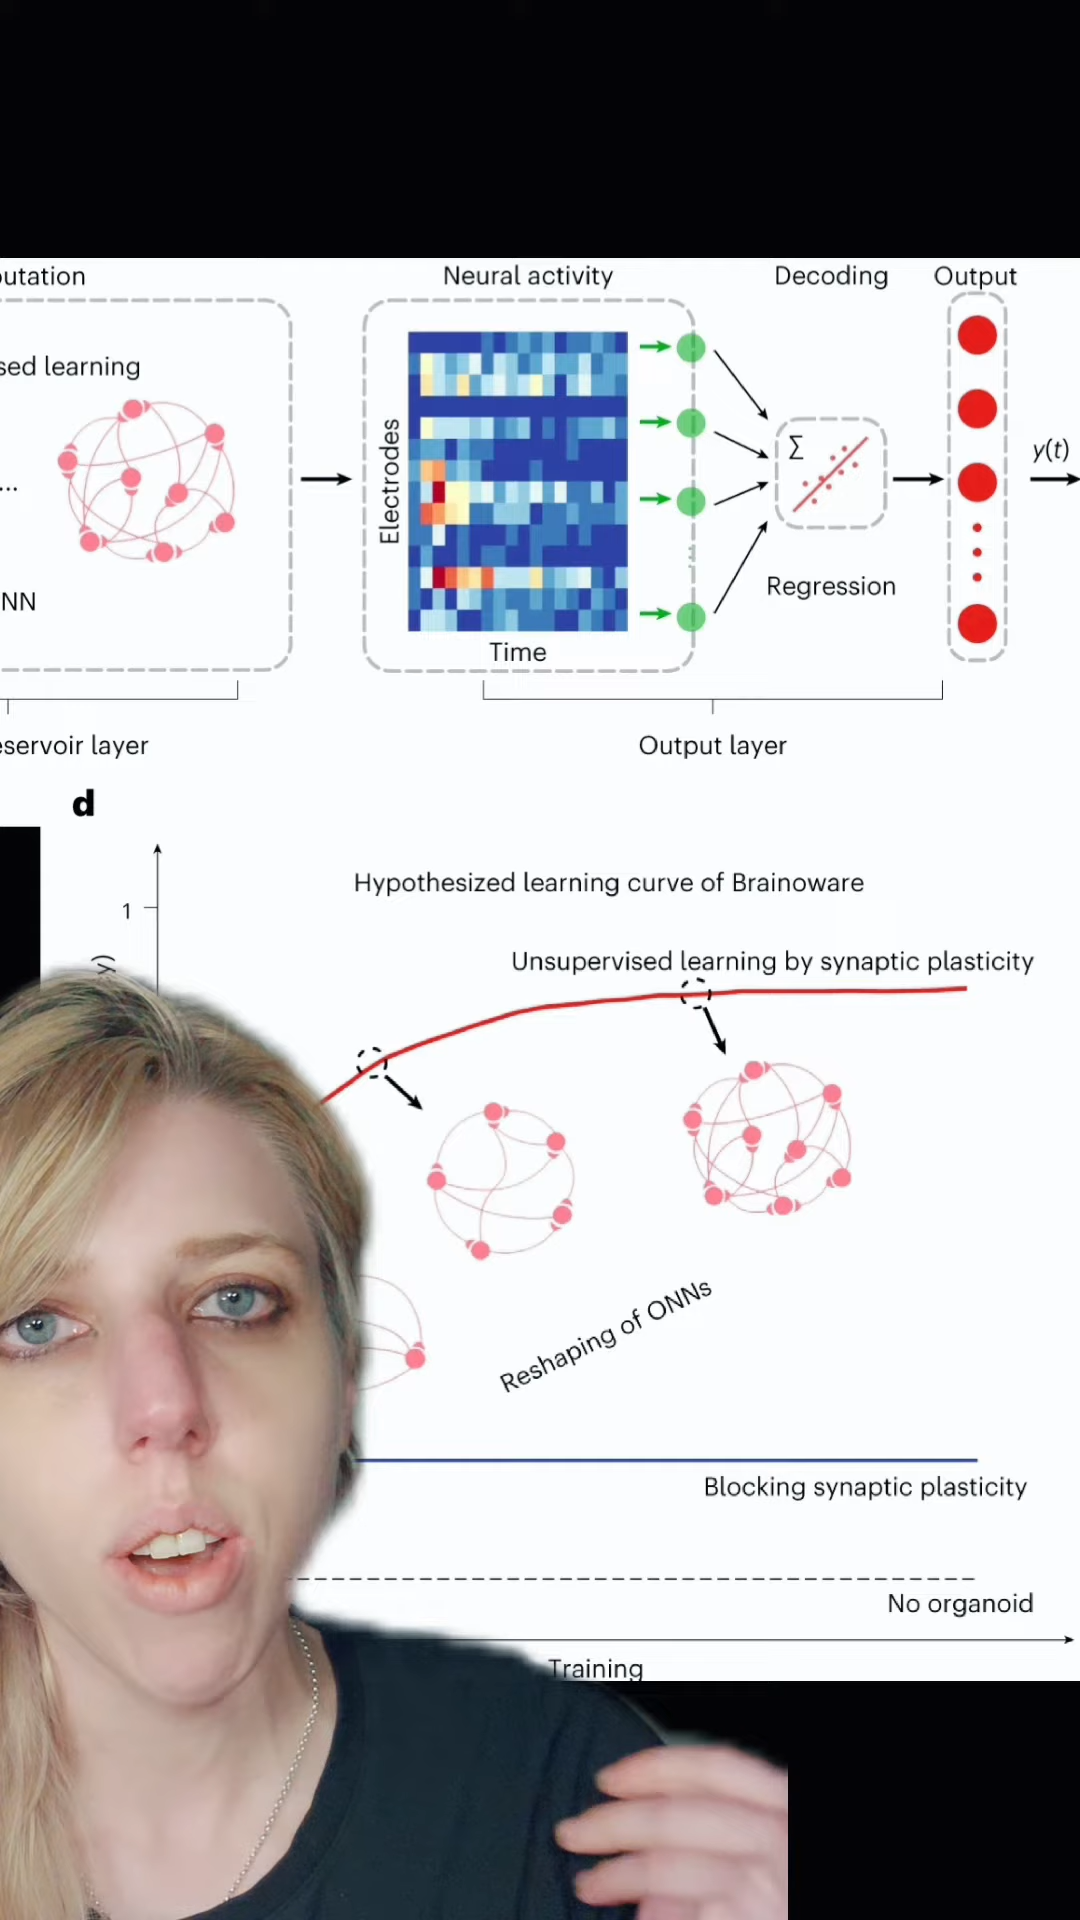 putation
Neural activity
Decoding
Output
sed learning
Electrodes
Σ
y(t)
...
NN
Regression
Time
eservoir layer
Output layer
d
Hypothesized learning curve of Brainoware
1
y)
Unsupervised learning by synaptic plasticity
Reshaping of ONNs
Blocking synaptic plasticity
No organoid
Training